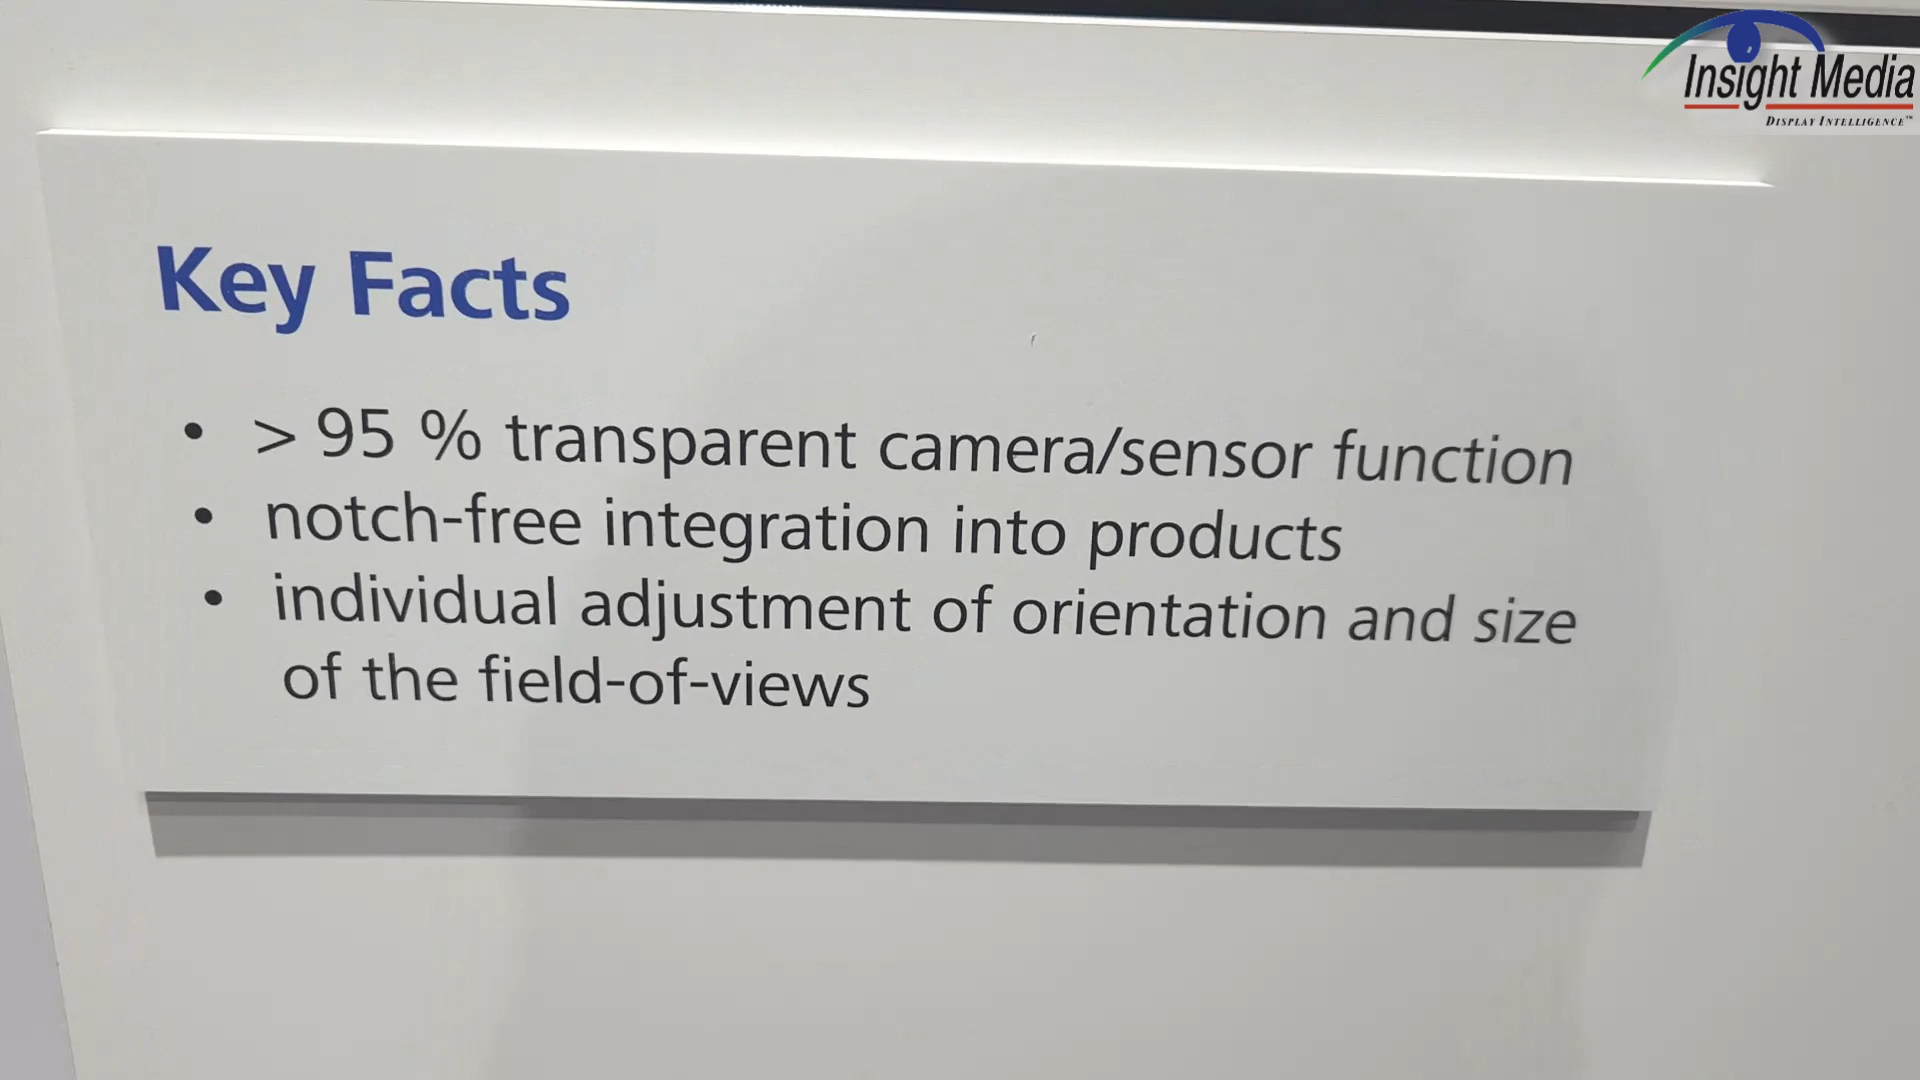 Insight Media
DISPLAY INTELLIGENCE™
Key Facts
• > 95 % transparent camera/sensor function
• notch-free integration into products
• individual adjustment of orientation and size
of the field-of-views